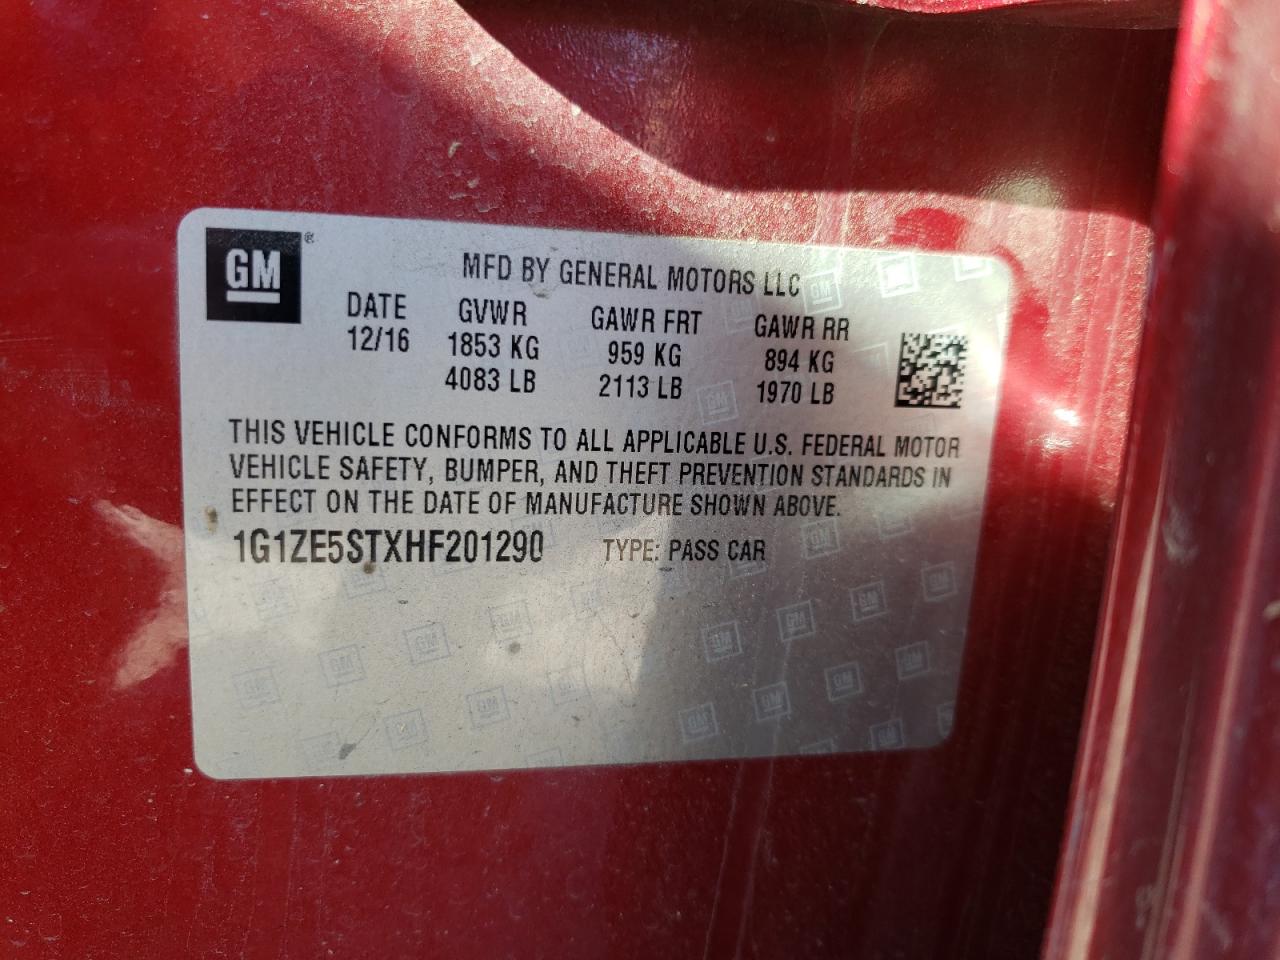 GM®
MFD BY GENERAL MOTORS LLC
DATE GVWR GAWR FRT GAWR RR
12/16 1853 KG 959 KG 894 KG
4083 LB 2113 LB 1970 LB
THIS VEHICLE CONFORMS TO ALL APPLICABLE U.S. FEDERAL MOTOR
VEHICLE SAFETY, BUMPER, AND THEFT PREVENTION STANDARDS IN
EFFECT ON THE DATE OF MANUFACTURE SHOWN ABOVE.
1G1ZE5STXHF201290 TYPE: PASS CAR